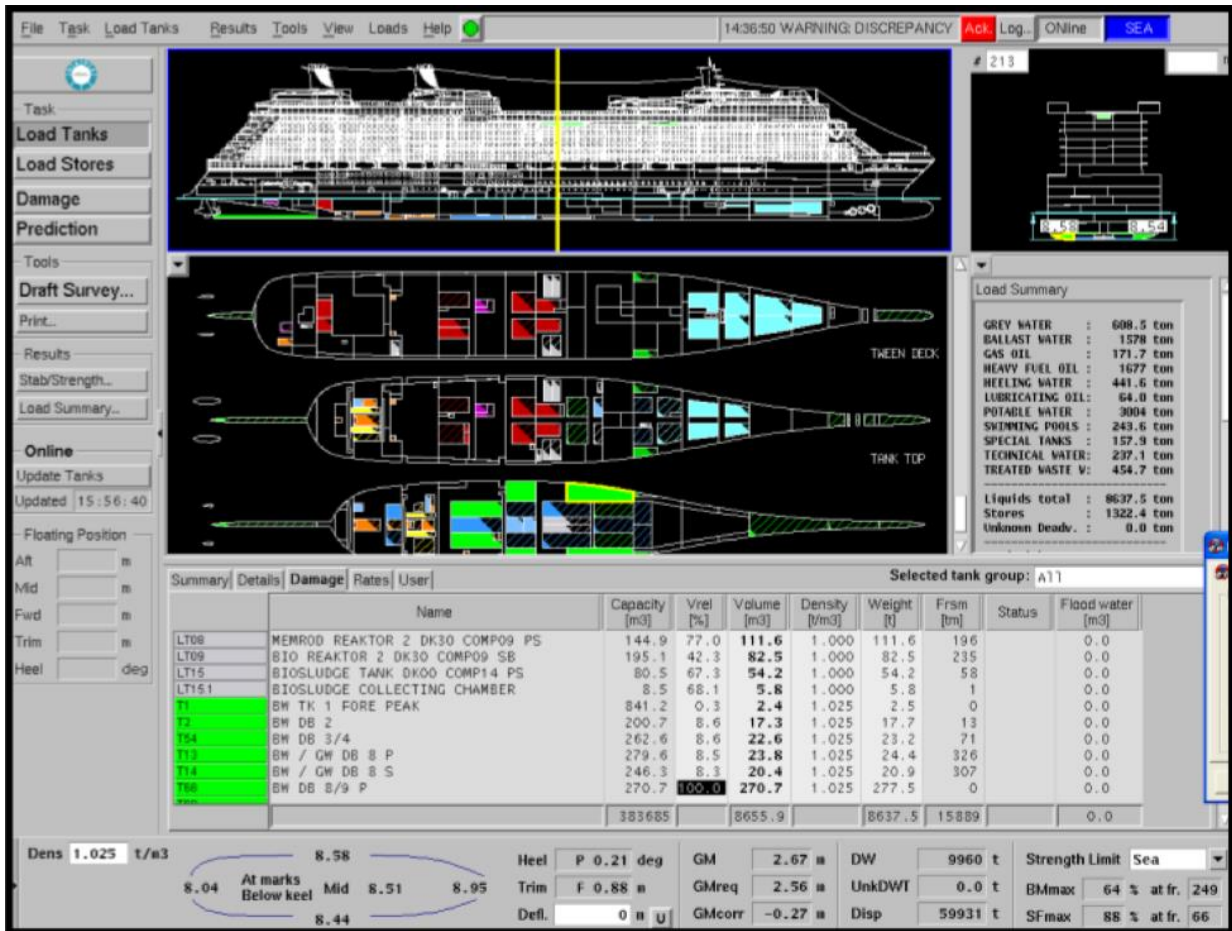 File Task Load Tanks Results Tools View Loads Help 14:36:50 WARNING: DISCREPANCY Ack. Log... ONline SEA
# 213
Task
Load Tanks
Load Stores
Damage
Prediction
Tools
Draft Survey...
Print...
Results
Stab/Strength...
Load Summary...
Online
Update Tanks
Updated 15:56:40
Floating Position
Aft m
Mid m
Fwd m
Trim m
Heel deg
8.58 8.54
TWEEN DECK
TANK TOP
Load Summary
GREY WATER : 608.5 ton
BALLAST WATER : 1578 ton
GAS OIL : 171.7 ton
HEAVY FUEL OIL : 1677 ton
HEELING WATER : 441.6 ton
LUBRICATING OIL: 64.0 ton
POTABLE WATER : 3004 ton
SWIMMING POOLS : 243.6 ton
SPECIAL TANKS : 157.9 ton
TECHNICAL WATER: 237.1 ton
TREATED WASTE W: 454.7 ton
Liquids total : 8637.5 ton
Stores : 1322.4 ton
Unknown Deadw. : 0.0 ton
Summary Details Damage Rates User Selected tank group: All
Name Capacity [m3] Vrel [%] Volume [m3] Density [t/m3] Weight [t] Frsm [tm] Status Flood water [m3]
LT08 MEMROD REAKTOR 2 DK30 COMP09 PS 144.9 77.0 111.6 1.000 111.6 196 0.0
LT09 BIO REAKTOR 2 DK30 COMP09 SB 195.1 42.3 82.5 1.000 82.5 235 0.0
LT15 BIOSLUDGE TANK DK00 COMP14 PS 80.5 67.3 54.2 1.000 54.2 58 0.0
LT15.1 BIOSLUDGE COLLECTING CHAMBER 8.5 68.1 5.8 1.000 5.8 1 0.0
T1 BW TK 1 FORE PEAK 841.2 0.3 2.4 1.025 2.5 0 0.0
T2 BW DB 2 200.7 8.6 17.3 1.025 17.7 13 0.0
T54 BW DB 3/4 262.6 8.6 22.6 1.025 23.2 71 0.0
T13 BW / GW DB 8 P 279.6 8.5 23.8 1.025 24.4 326 0.0
T14 BW / GW DB 8 S 246.3 8.3 20.4 1.025 20.9 307 0.0
T66 BW DB 8/9 P 270.7 100.0 270.7 1.025 277.5 0 0.0
383685 8655.9 8637.5 15889 0.0
Dens 1.025 t/m3
8.58
8.04 At marks Below keel Mid 8.51 8.95
8.44
Heel P 0.21 deg GM 2.67 m DW 9960 t Strength Limit Sea
Trim F 0.88 m GMreq 2.56 m UnkDWT 0.0 t BMmax 64 % at fr. 249
Defl. 0 m U GMcorr -0.27 m Disp 59931 t SFmax 88 % at fr. 66